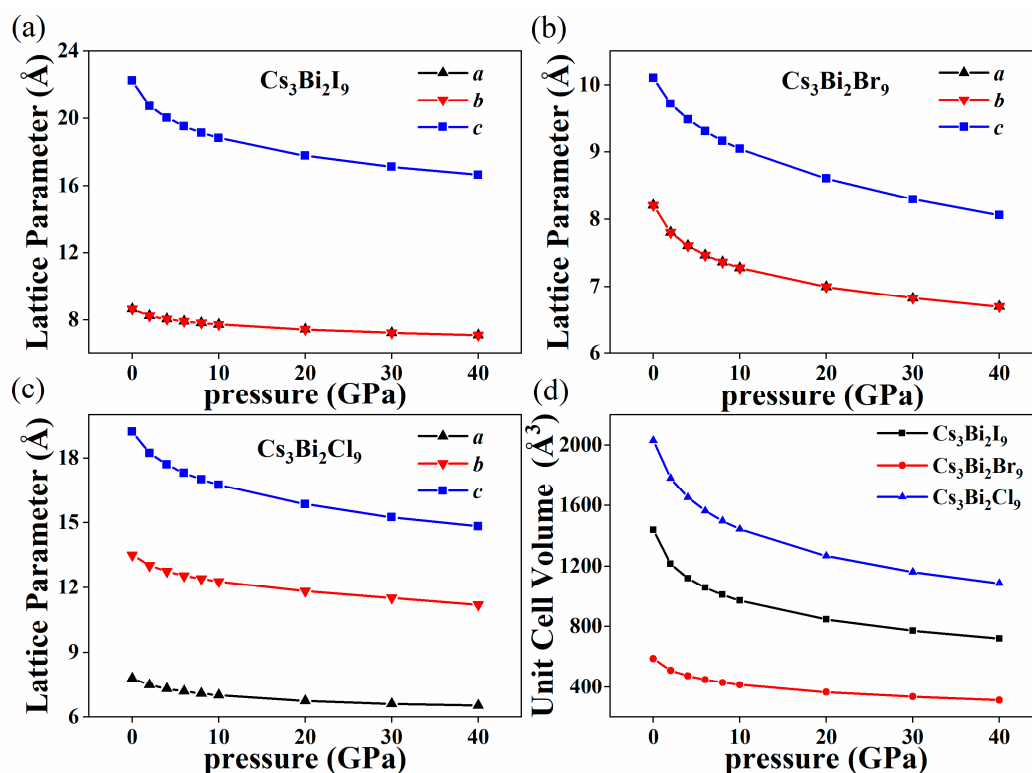 (a)
Lattice Parameter (Å)
24
20
16
12
8
Cs₃Bi₂I₉
a
b
c
0 10 20 30 40
pressure (GPa)
(b)
Lattice Parameter (Å)
10
9
8
7
6
Cs₃Bi₂Br₉
a
b
c
0 10 20 30 40
pressure (GPa)
(c)
Lattice Parameter (Å)
18
15
12
9
6
Cs₃Bi₂Cl₉
a
b
c
0 10 20 30 40
pressure (GPa)
(d)
Unit Cell Volume (Å³)
2000
1600
1200
800
400
Cs₃Bi₂I₉
Cs₃Bi₂Br₉
Cs₃Bi₂Cl₉
0 10 20 30 40
pressure (GPa)